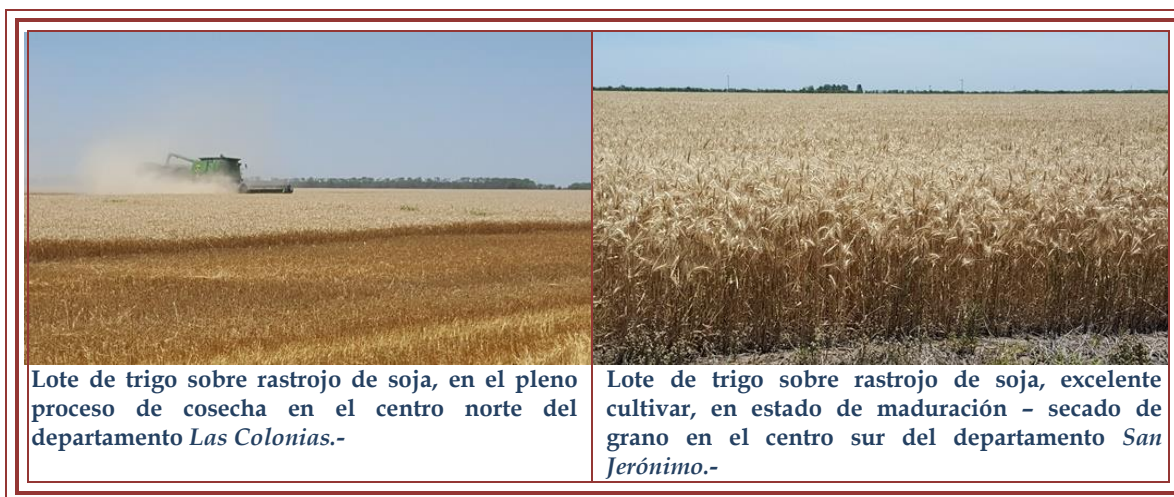 Lote de trigo sobre rastrojo de soja, en el pleno
proceso de cosecha en el centro norte del
departamento Las Colonias.-
Lote de trigo sobre rastrojo de soja, excelente
cultivar, en estado de maduración – secado de
grano en el centro sur del departamento San
Jerónimo.-